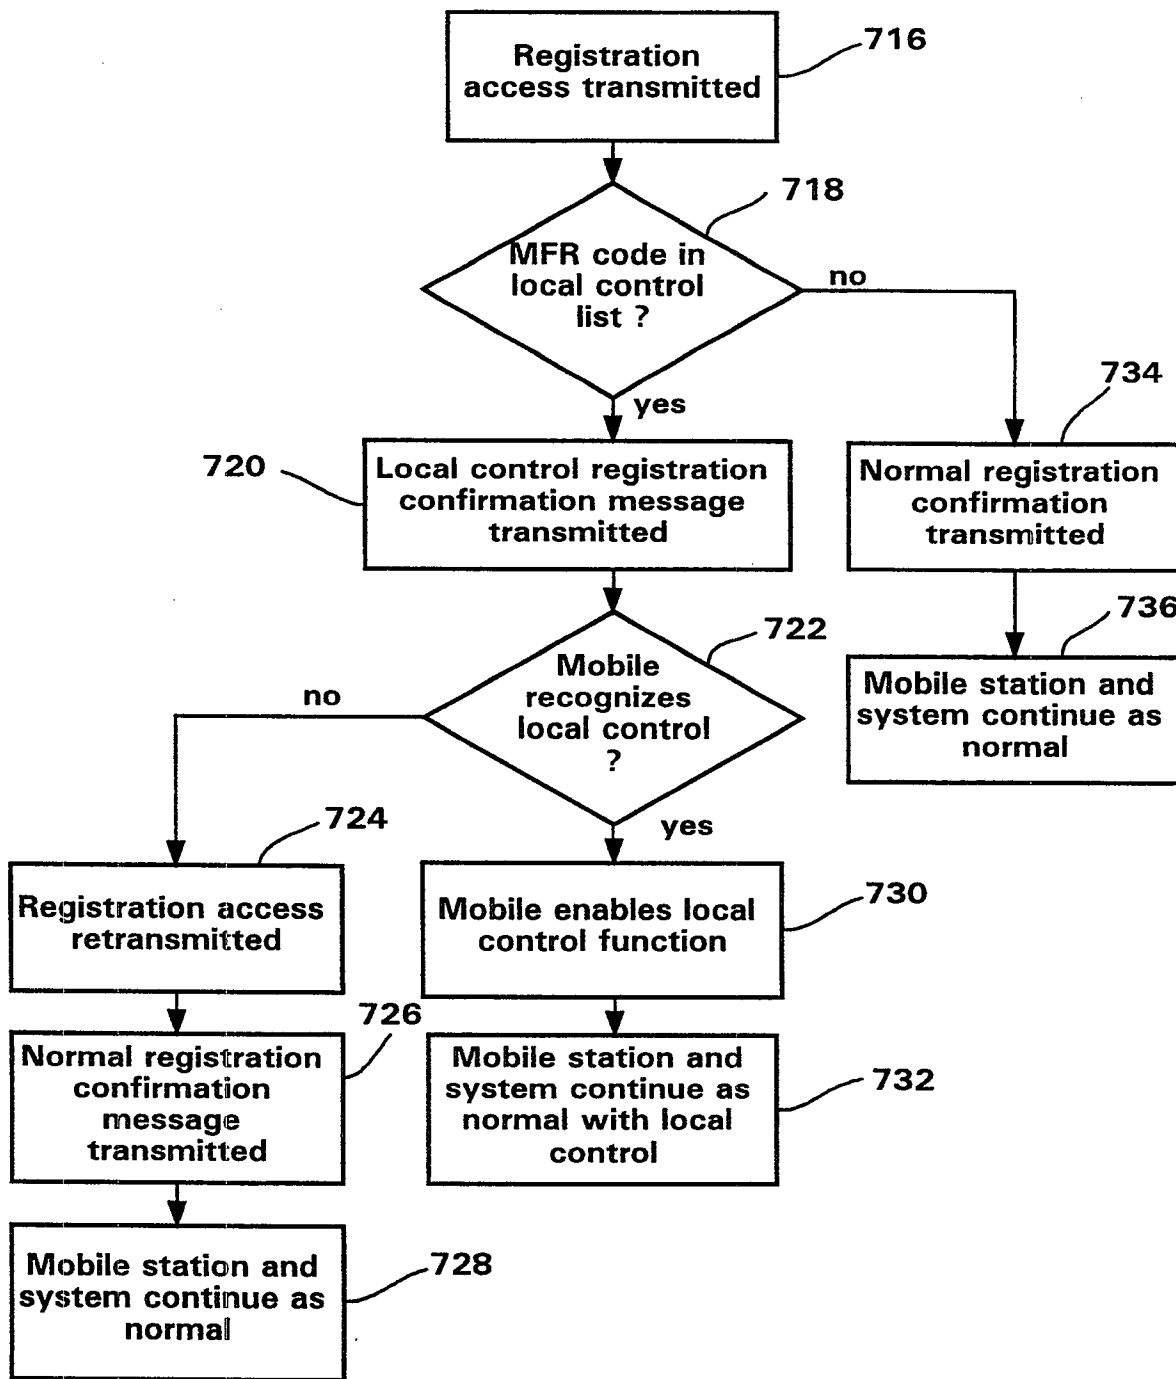 Registration
access transmitted
716
718
MFR code in
local control
list ?
no
yes
734
720
Local control registration
confirmation message
transmitted
Normal registration
confirmation
transmitted
722
736
Mobile
recognizes
local control
?
no
Mobile station and
system continue as
normal
yes
724
Registration access
retransmitted
Mobile enables local
control function
730
726
Normal registration
confirmation
message
transmitted
Mobile station and
system continue as
normal with local
control
732
Mobile station and
system continue as
normal
728